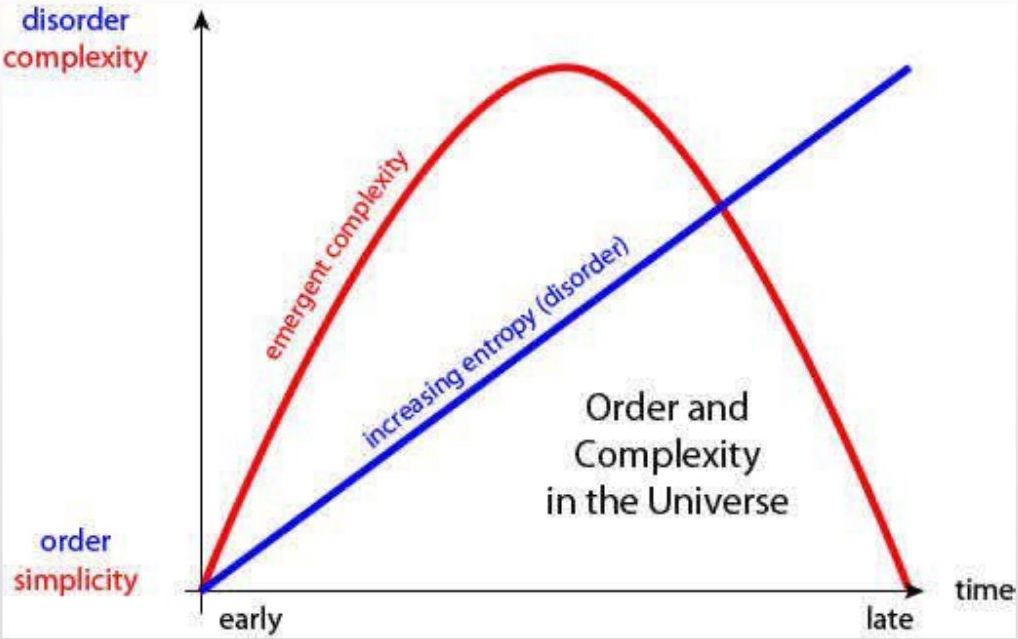 disorder
complexity
emergent complexity
increasing entropy (disorder)
Order and
Complexity
in the Universe
order
simplicity
time
early
late